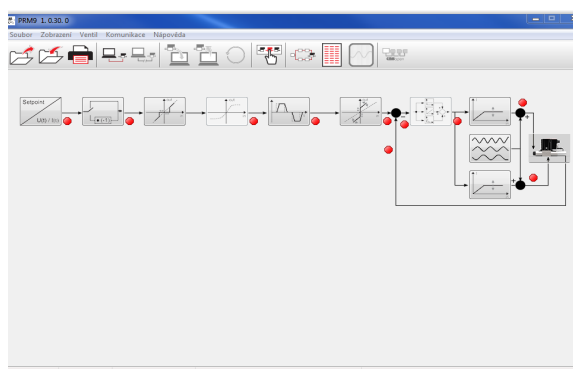 PRM9 1. 0.30. 0
Soubor Zobrazení Ventil Komunikace Nápověda
Setpoint